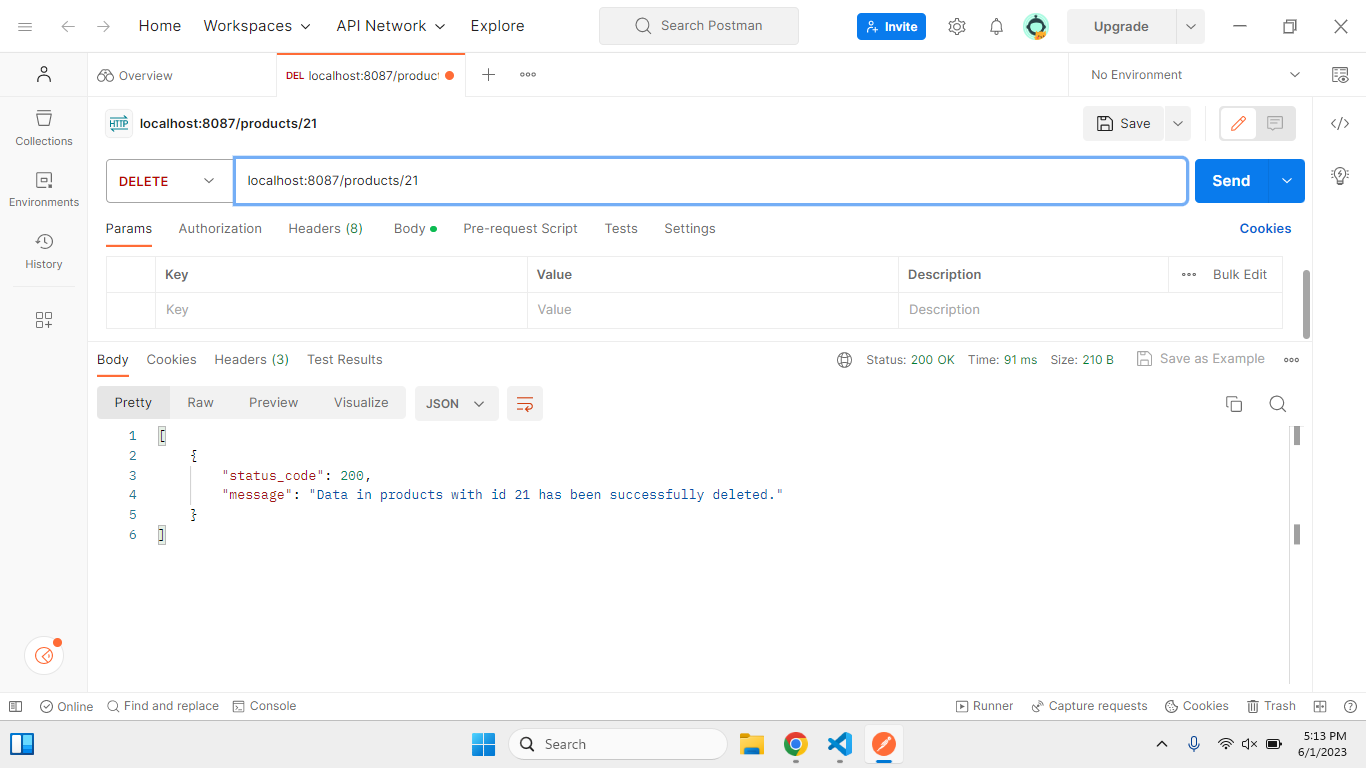 Home Workspaces API Network Explore Search Postman Invite Upgrade
Overview DEL localhost:8087/product No Environment
HTTP localhost:8087/products/21 Save
Collections
DELETE localhost:8087/products/21 Send
Environments
Params Authorization Headers (8) Body Pre-request Script Tests Settings Cookies
History
Key Value Description Bulk Edit
Key Value Description
Body Cookies Headers (3) Test Results Status: 200 OK Time: 91 ms Size: 210 B Save as Example
Pretty Raw Preview Visualize JSON
1 [
2 {
3 "status_code": 200,
4 "message": "Data in products with id 21 has been successfully deleted."
5 }
6 ]
Online Find and replace Console Runner Capture requests Cookies Trash
Search
5:13 PM
6/1/2023